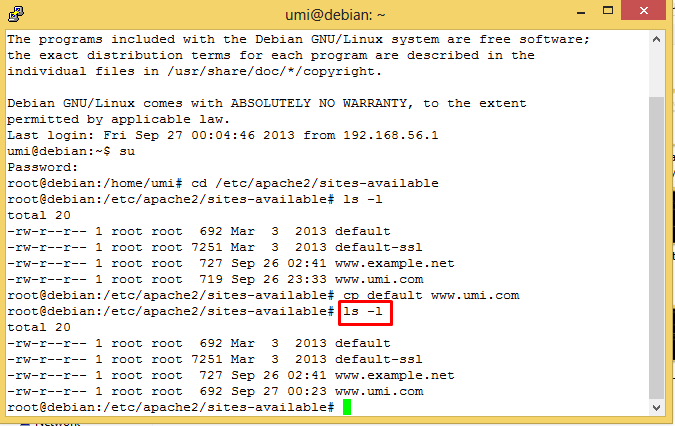 umi@debian: ~
The programs included with the Debian GNU/Linux system are free software;
the exact distribution terms for each program are described in the
individual files in /usr/share/doc/*/copyright.
Debian GNU/Linux comes with ABSOLUTELY NO WARRANTY, to the extent
permitted by applicable law.
Last login: Fri Sep 27 00:04:46 2013 from 192.168.56.1
umi@debian:~$ su
Password:
root@debian:/home/umi# cd /etc/apache2/sites-available
root@debian:/etc/apache2/sites-available# ls -l
total 20
-rw-r--r-- 1 root root  692 Mar  3  2013 default
-rw-r--r-- 1 root root 7251 Mar  3  2013 default-ssl
-rw-r--r-- 1 root root  727 Sep 26 02:41 www.example.net
-rw-r--r-- 1 root root  719 Sep 26 23:33 www.umi.com
root@debian:/etc/apache2/sites-available# cp default www.umi.com
root@debian:/etc/apache2/sites-available# ls -l
total 20
-rw-r--r-- 1 root root  692 Mar  3  2013 default
-rw-r--r-- 1 root root 7251 Mar  3  2013 default-ssl
-rw-r--r-- 1 root root  727 Sep 26 02:41 www.example.net
-rw-r--r-- 1 root root  692 Sep 27 00:23 www.umi.com
root@debian:/etc/apache2/sites-available#